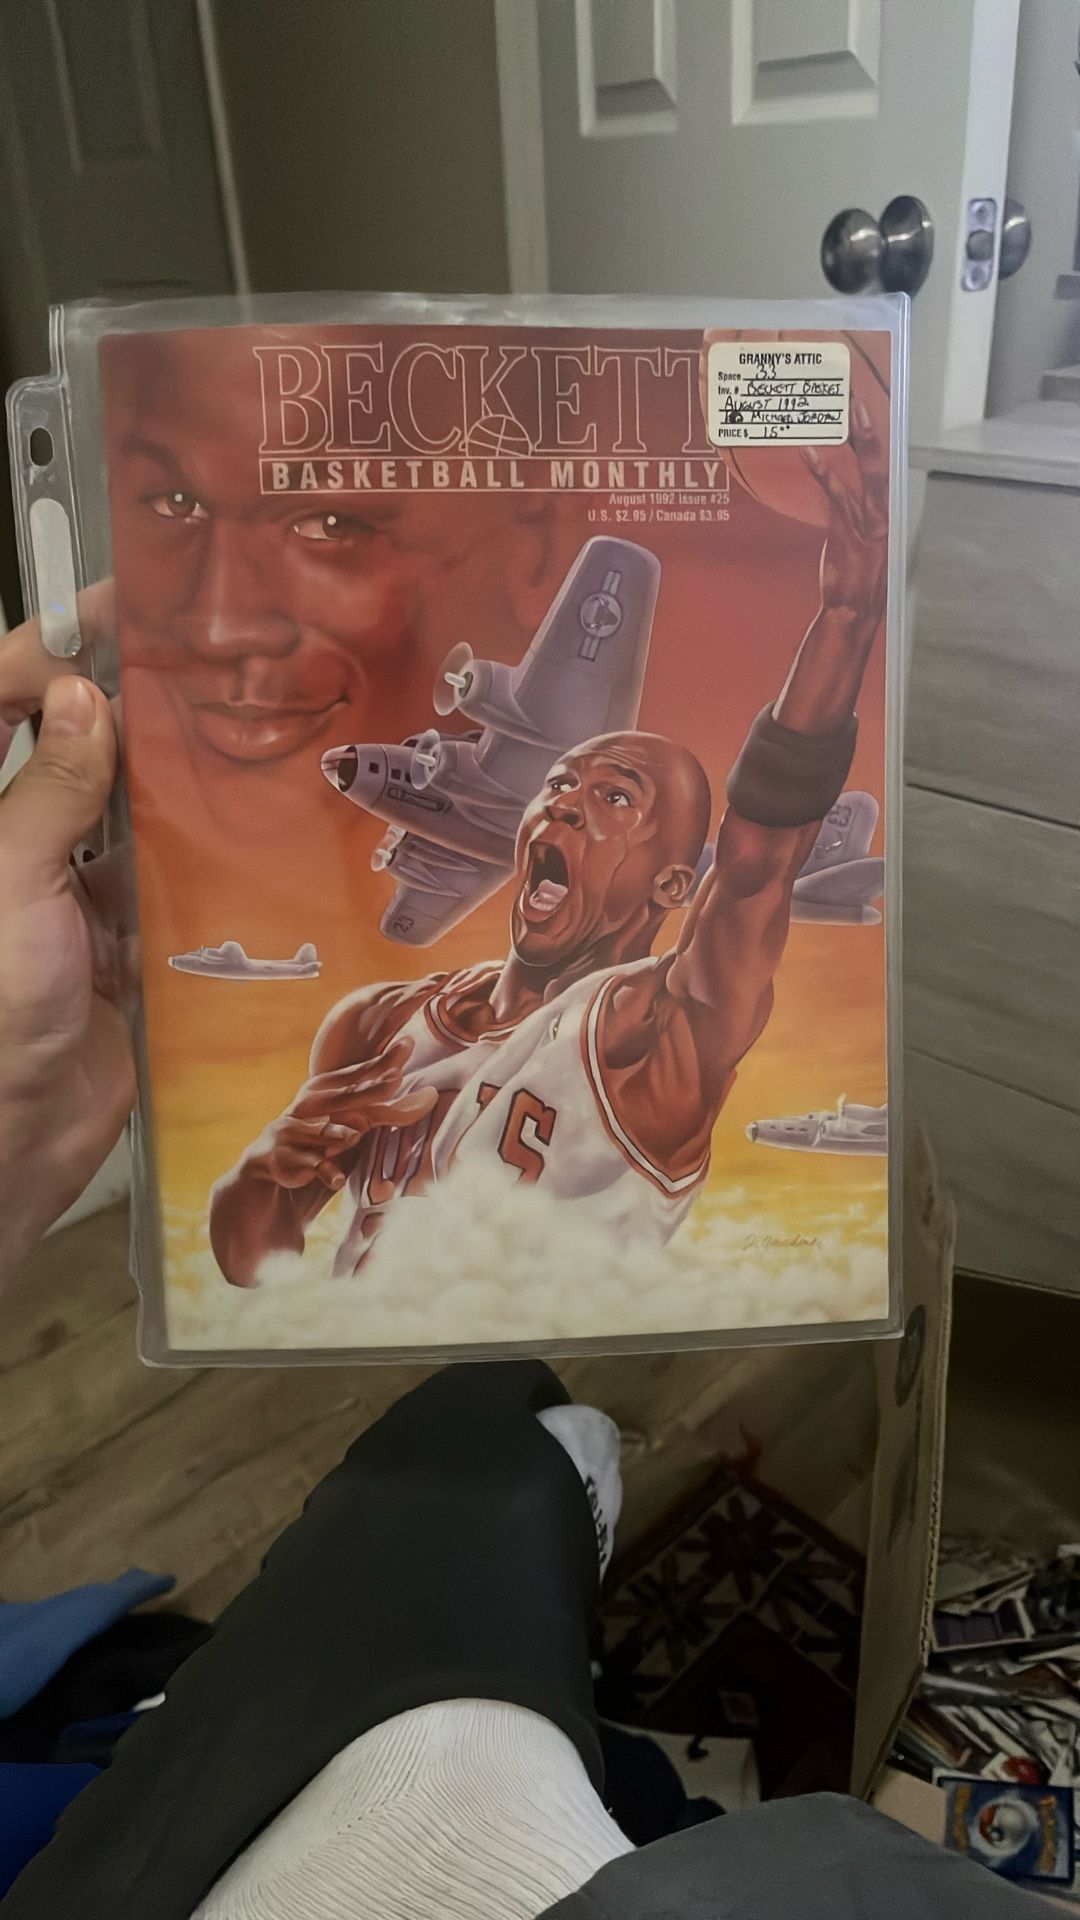 BECKETT
BASKETBALL MONTHLY
August 1992 Issue #25
U.S. $2.95 / Canada $3.95
GRANNY'S ATTIC
Space 33
Inv. # BECKETT BASKET
AUGUST 1992
MICHAEL JORDAN
PRICE $ 15
23